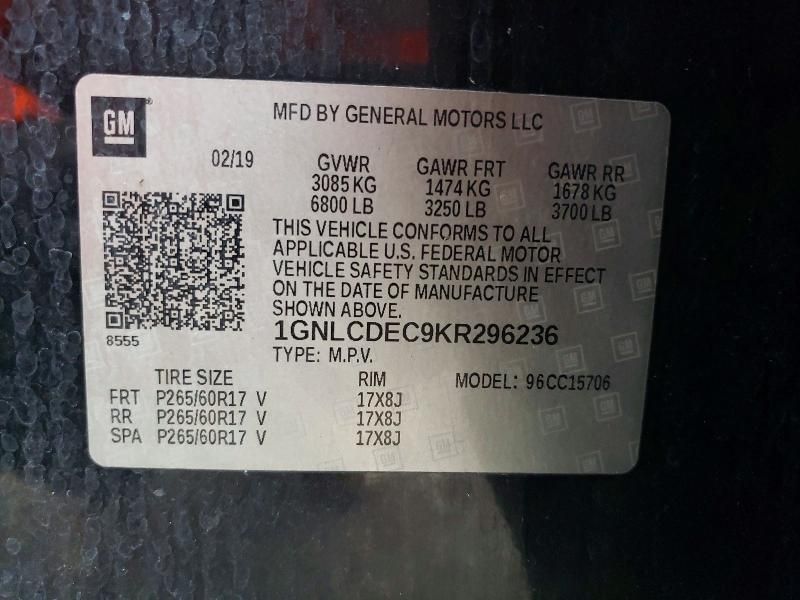 GM
MFD BY GENERAL MOTORS LLC
02/19 GVWR GAWR FRT GAWR RR
3085 KG 1474 KG 1678 KG
6800 LB 3250 LB 3700 LB
THIS VEHICLE CONFORMS TO ALL
APPLICABLE U.S. FEDERAL MOTOR
VEHICLE SAFETY STANDARDS IN EFFECT
ON THE DATE OF MANUFACTURE
SHOWN ABOVE.
8555
1GNLCDEC9KR296236
TYPE: M.P.V.
TIRE SIZE RIM MODEL: 96CC15706
FRT P265/60R17 V 17X8J
RR P265/60R17 V 17X8J
SPA P265/60R17 V 17X8J